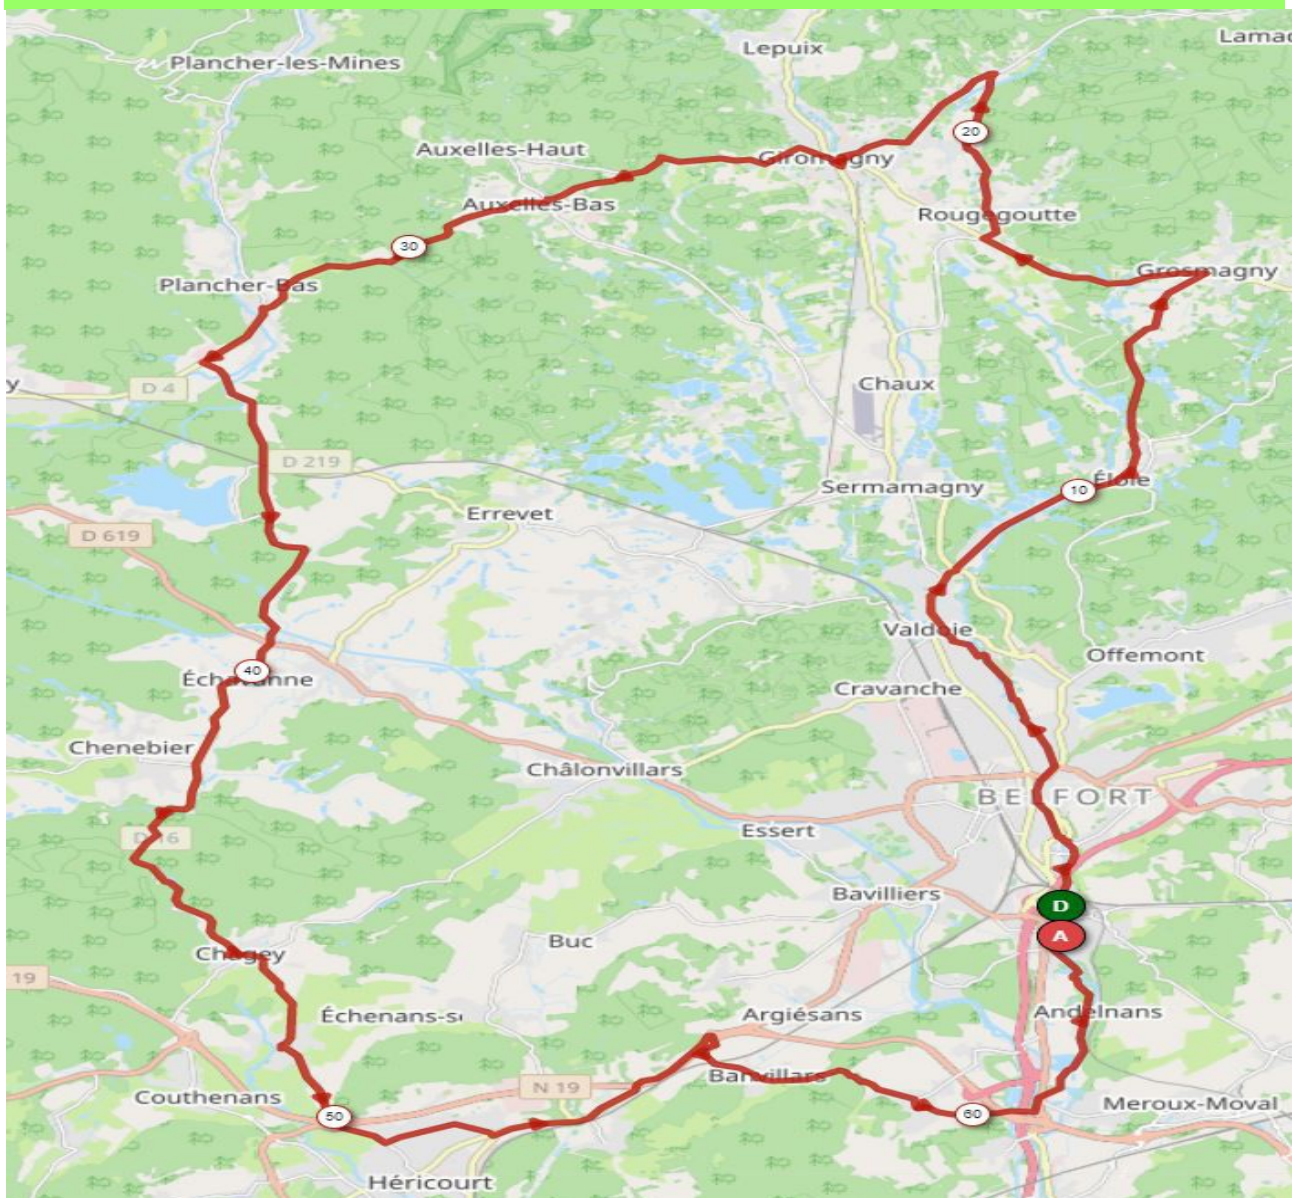 Lepuix
Lamad
Plancher-les-Mines
20
Auxelles-Haut
Giromagny
Auxelles-Bas
Rougegoutte
30
Grosmagny
Plancher-Bas
y
D 4
Chaux
D 219
Éloie
10
Sermamagny
Errevet
D 619
Valdoie
Offemont
40
Échavanne
Cravanche
Chenebier
Châlonvillars
BELFORT
Essert
D 16
Bavilliers
D
A
Buc
Chagey
19
Échenans-s
Argiésans
Andelnans
Banvillars
N 19
Couthenans
50
60
Meroux-Moval
Héricourt